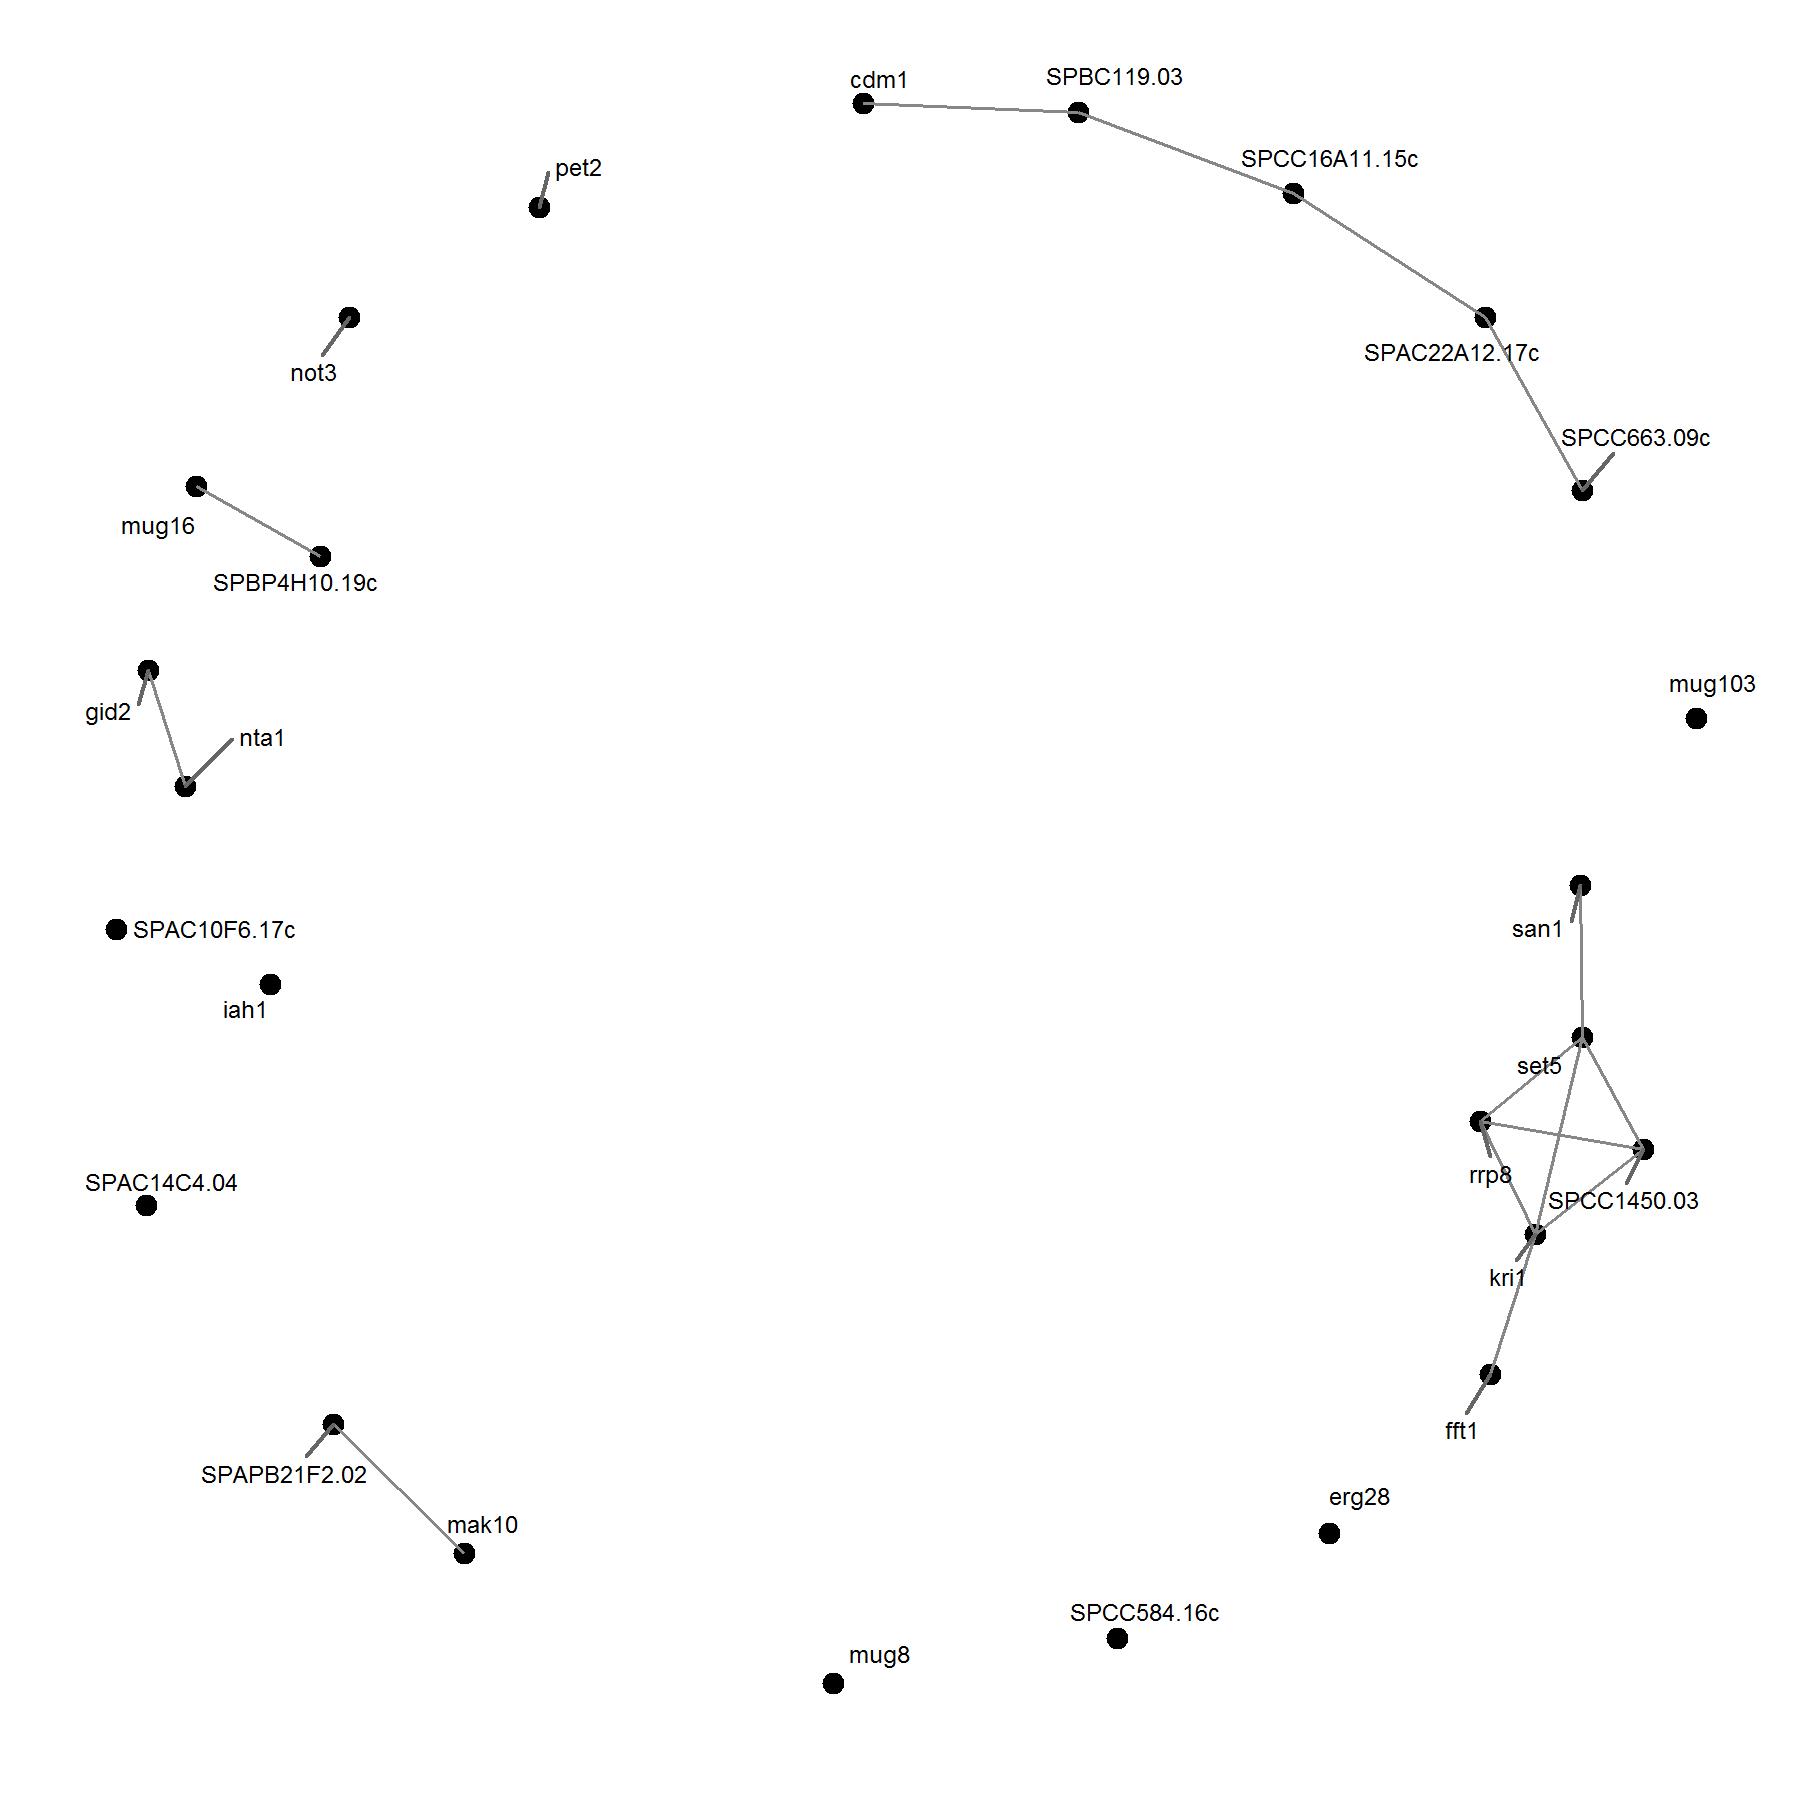 SPBC119.03
cdm1
SPCC16A11.15c
pet2
SPAC22A12.17c
not3
SPCC663.09c
mug16
SPBP4H10.19c
mug103
gid2
nta1
san1
SPAC10F6.17c
iah1
set5
rrp8
SPAC14C4.04
SPCC1450.03
kri1
fft1
SPAPB21F2.02
erg28
mak10
SPCC584.16c
mug8